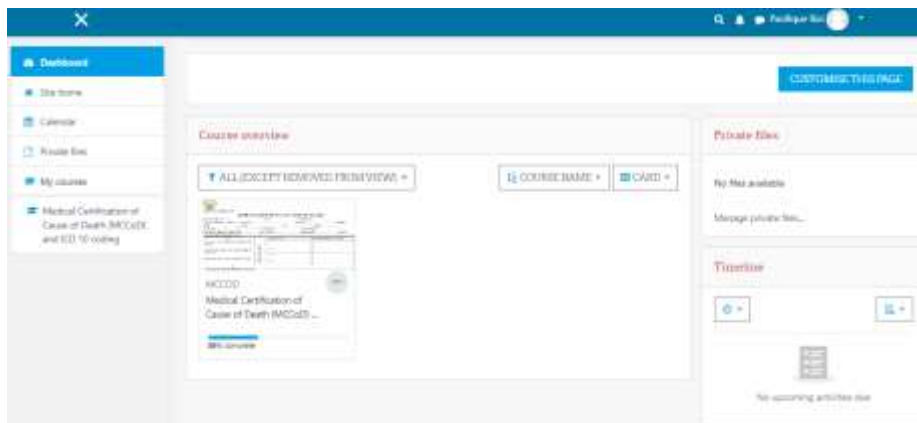 Dashboard
Site home
Calendar
Private files
My courses
Medical Certification of
Cause of Death (MCCoD)
and ICD 10 coding
CUSTOMISE THIS PAGE
Course overview
ALL (EXCEPT REMOVED FROM VIEW)
COURSE NAME
CARD
MCCOD
Medical Certification of
Cause of Death (MCCoD) ...
complete
Private files
No files available
Manage private files...
Timeline
No upcoming activities due